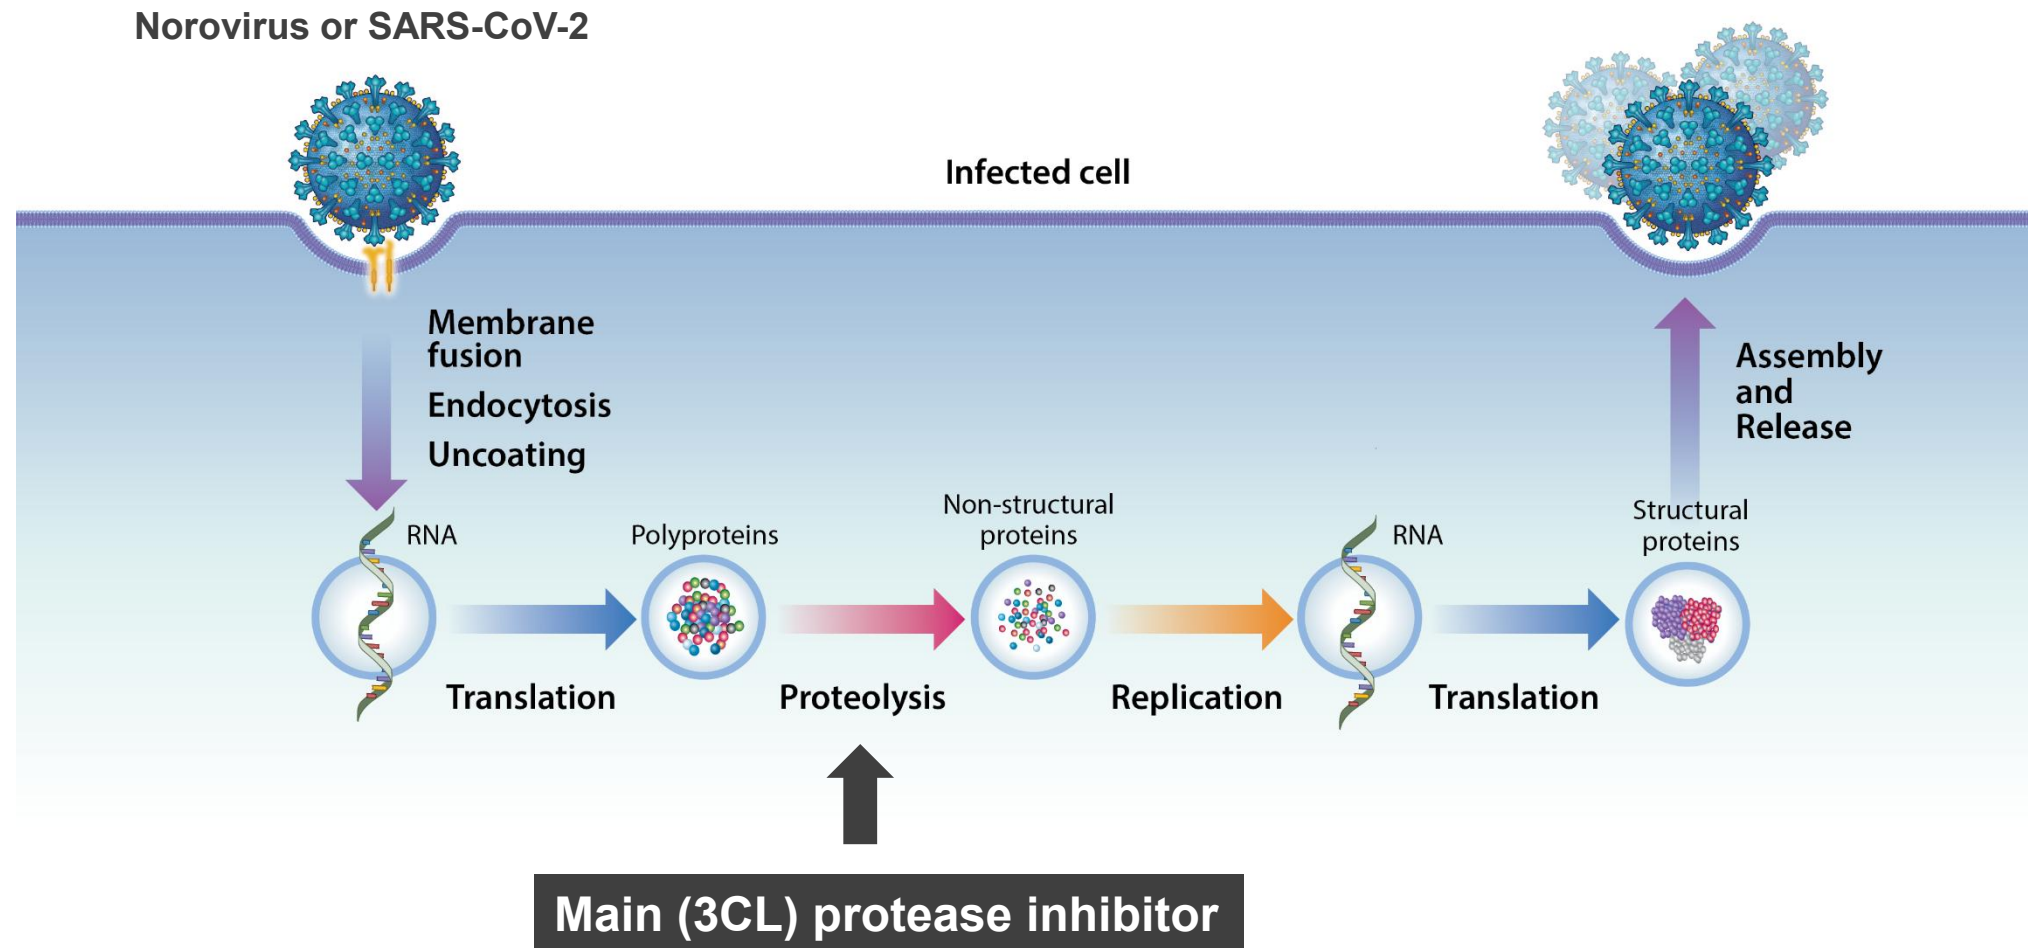 Norovirus or SARS-CoV-2
Infected cell
Membrane
fusion
Endocytosis
Uncoating
Assembly
and
Release
RNA
Polyproteins
Non-structural
proteins
RNA
Structural
proteins
Translation
Proteolysis
Replication
Translation
Main (3CL) protease inhibitor